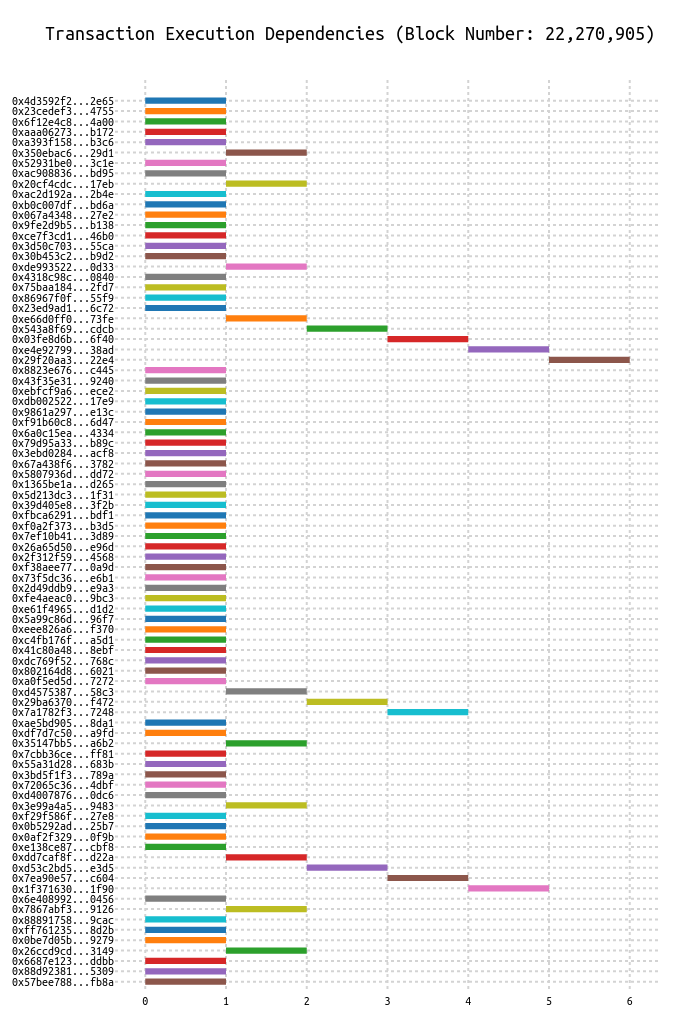 Transaction Execution Dependencies (Block Number: 22,270,905)
0x4d3592f2...2e65
0x23cedef3...4755
0x6f12e4c8...4a00
0xaaa06273...b172
0xa393f158...b3c6
0x350ebac6...29d1
0x52931be0...3c1e
0xac908836...bd95
0x20cf4cdc...17eb
0xac2d192a...2b4e
0xb0c007df...bd6a
0x067a4348...27e2
0x9fe2d9b5...b138
0xce7f3cd1...46b0
0x3d50c703...55ca
0x30b453c2...b9d2
0xde993522...0d33
0x4318c98c...0840
0x75baa184...2fd7
0x86967f0f...55f9
0x23ed9ad1...6c72
0xe66d0ff0...73fe
0x543a8f69...cdcb
0x03fe8d6b...6f40
0xe4e92799...38ad
0x29f20aa3...22e4
0x8823e676...c445
0x43f35e31...9240
0xebfcf9a6...ece2
0xdb002522...17e9
0x9861a297...e13c
0xf91b60c8...6d47
0x6a0c15ea...4334
0x79d95a33...b89c
0x3ebd0284...acf8
0x67a438f6...3782
0x5807936d...dd72
0x1365be1a...d265
0x5d213dc3...1f31
0x39d405e8...3f2b
0xfbca6291...bdf1
0xf0a2f373...b3d5
0x7ef10b41...3d89
0x26a65d50...e96d
0x2f312f59...4568
0xf38aee77...0a9d
0x73f5dc36...e6b1
0x2d49ddb9...e9a3
0xfe4aeac0...9bc3
0xe61f4965...d1d2
0x5a99c86d...96f7
0xeee826a6...f370
0xc4fb176f...a5d1
0x41c80a48...8ebf
0xdc769f52...768c
0x802164d8...6021
0xa0f5ed5d...7272
0xd4575387...58c3
0x29ba6370...f472
0x7a1782f3...7248
0xae5bd905...8da1
0xdf7d7c50...a9fd
0x35147bb5...a6b2
0x7cbb36ce...ff81
0x55a31d28...683b
0x3bd5f1f3...789a
0x72065c36...4dbf
0xd4007876...0dc6
0x3e99a4a5...9483
0xf29f586f...27e8
0x0b5292ad...25b7
0x0af2f329...0f9b
0xe138ce87...cbf8
0xdd7caf8f...d22a
0xd53c2bd5...e3d5
0x7ea90e57...c604
0x1f371630...1f90
0x6e408992...0456
0x7867abf3...9126
0x88891758...9cac
0xff761235...8d2b
0x0be7d05b...9279
0x26ccd9cd...3149
0x6687e123...ddbb
0x88d92381...5309
0x57bee788...fb8a
0 1 2 3 4 5 6